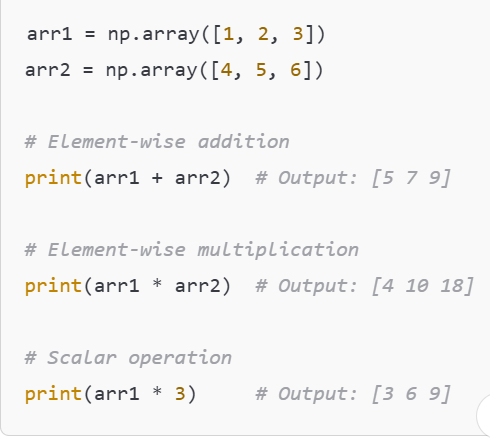 arr1 = np.array([1, 2, 3])
arr2 = np.array([4, 5, 6])
# Element-wise addition
print(arr1 + arr2)  # Output: [5 7 9]
# Element-wise multiplication
print(arr1 * arr2)  # Output: [4 10 18]
# Scalar operation
print(arr1 * 3)     # Output: [3 6 9]